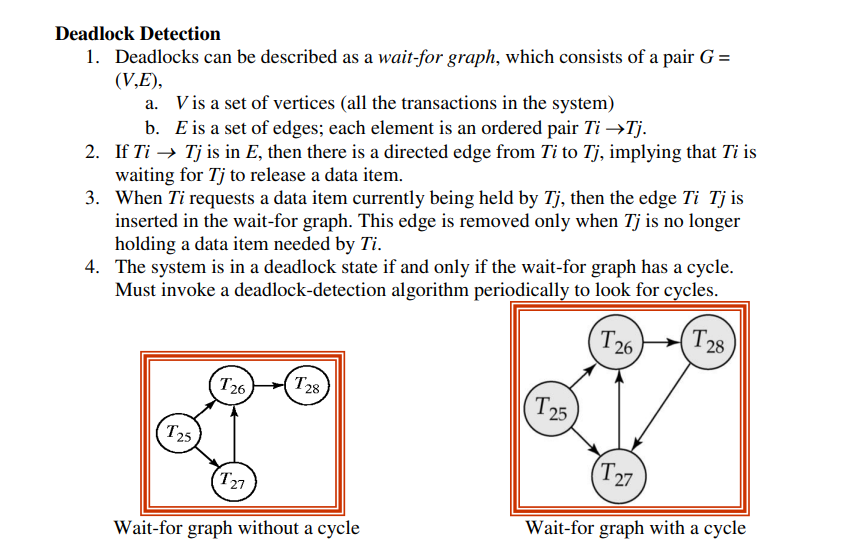 Deadlock Detection
1. Deadlocks can be described as a wait-for graph, which consists of a pair G =
(V,E),
a. V is a set of vertices (all the transactions in the system)
b. E is a set of edges; each element is an ordered pair Ti →Tj.
2. If Ti → Tj is in E, then there is a directed edge from Ti to Tj, implying that Ti is
waiting for Tj to release a data item.
3. When Ti requests a data item currently being held by Tj, then the edge Ti Tj is
inserted in the wait-for graph. This edge is removed only when Tj is no longer
holding a data item needed by Ti.
4. The system is in a deadlock state if and only if the wait-for graph has a cycle.
Must invoke a deadlock-detection algorithm periodically to look for cycles.
T26 T28
T25
T27
Wait-for graph without a cycle
T26 T28
T25
T27
Wait-for graph with a cycle